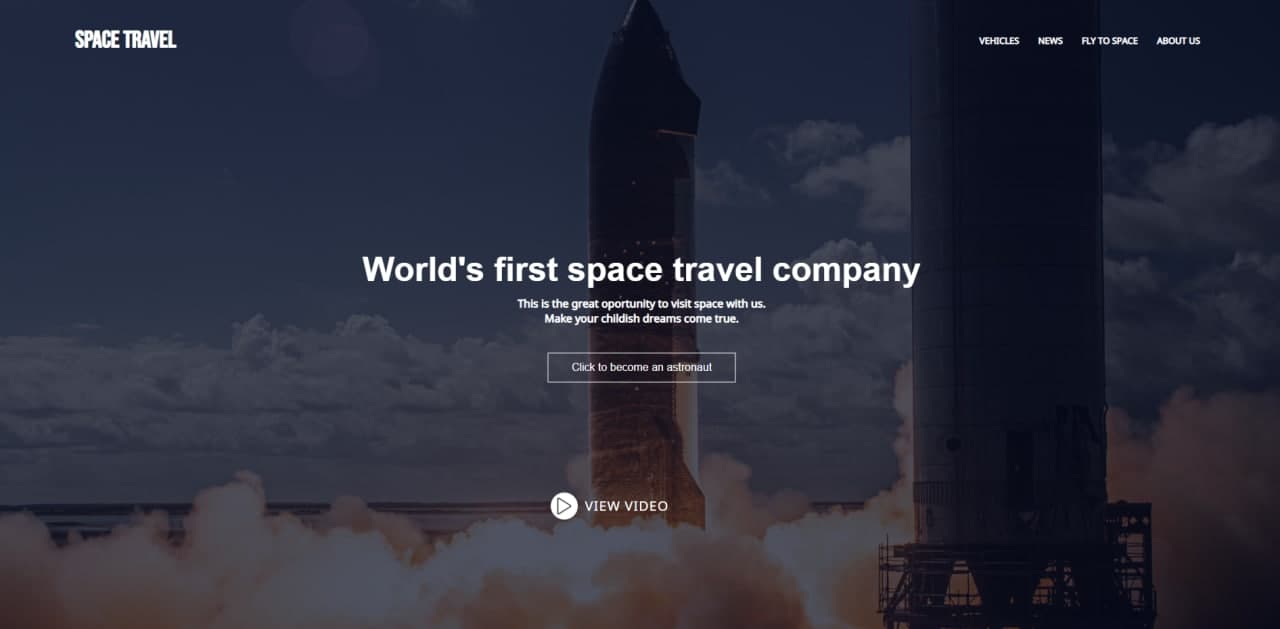 SPACE TRAVEL
VEHICLES NEWS FLY TO SPACE ABOUT US
World's first space travel company
This is the great oportunity to visit space with us.
Make your childish dreams come true.
Click to become an astronaut
VIEW VIDEO